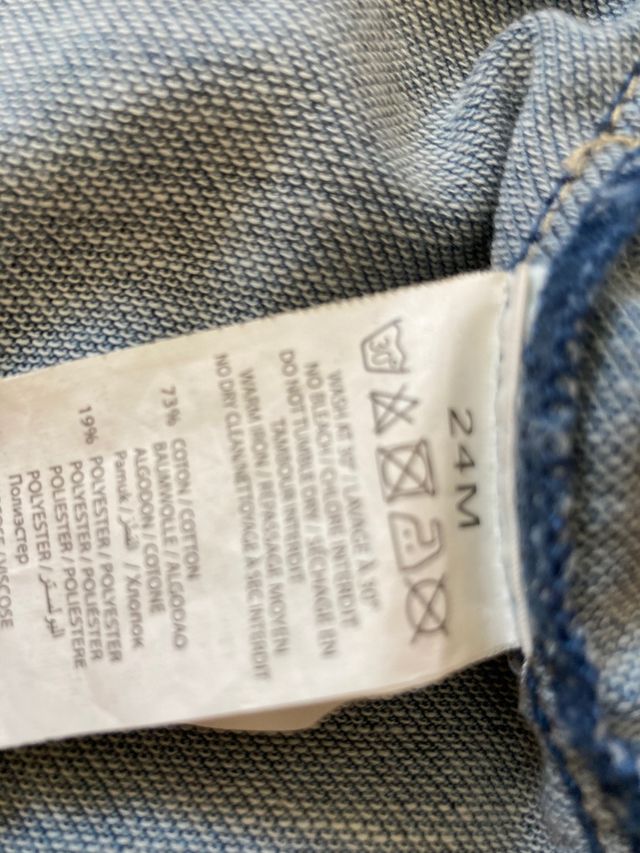 24M
30°
WASH AT 30° / LAVAGE À 30°
NO BLEACH / CHLORE INTERDIT
DO NOT TUMBLE DRY / SÉCHAGE EN
TAMBOUR INTERDIT
WARM IRON / REPASSAGE MOYEN
NO DRY CLEAN/NETTOYAGE À SEC INTERDIT
73% COTON / COTTON
BAUMWOLLE / ALGODAO
ALGODON / COTONE
Pamuk / قطن / Хлопок
19% POLYESTER / POLYESTER
POLYESTER / POLIÉSTER
POLIESTER / POLIESTERE
POLYESTER / البوليستر
Полиэстер
VISCOSE